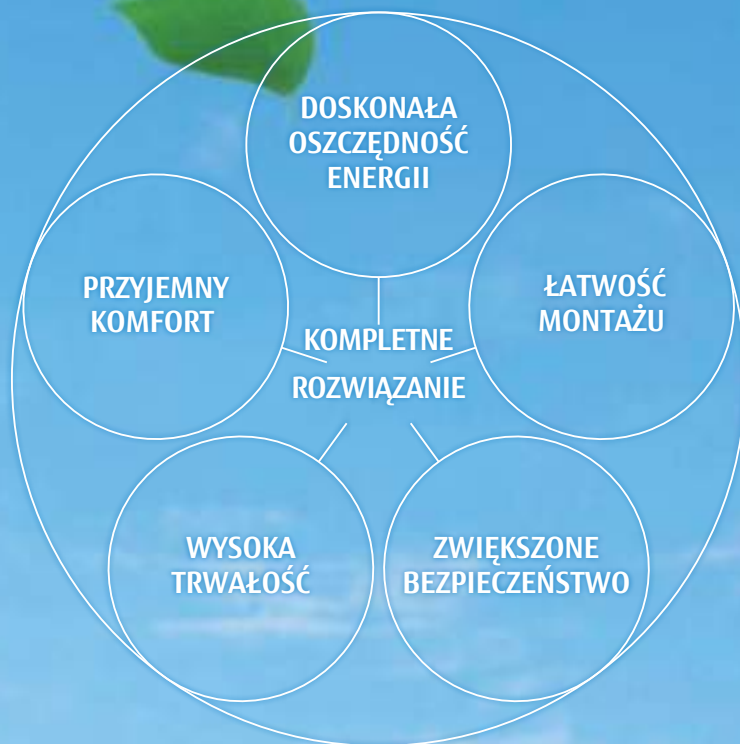 DOSKONAŁA
OSZCZĘDNOŚĆ
ENERGII
PRZYJEMNY
KOMFORT
ŁATWOŚĆ
MONTAŻU
KOMPLETNE
ROZWIĄZANIE
WYSOKA
TRWAŁOŚĆ
ZWIĘKSZONE
BEZPIECZEŃSTWO